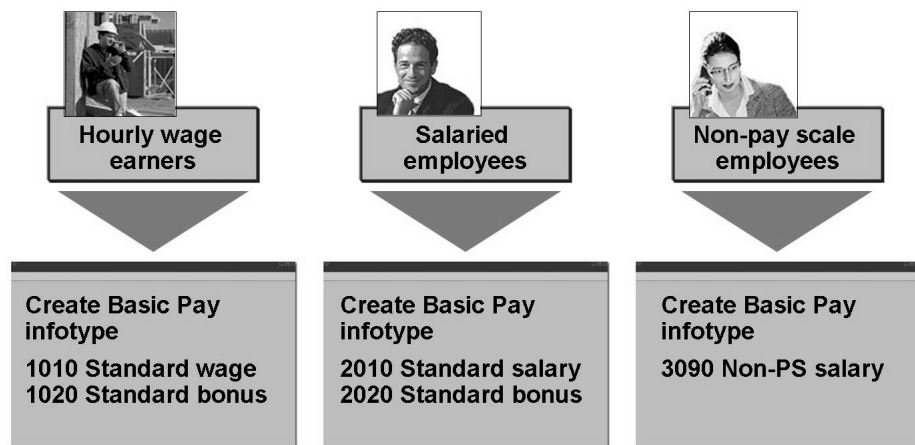 Hourly wage
earners
Salaried
employees
Non-pay scale
employees
Create Basic Pay
infotype
1010 Standard wage
1020 Standard bonus
Create Basic Pay
infotype
2010 Standard salary
2020 Standard bonus
Create Basic Pay
infotype
3090 Non-PS salary